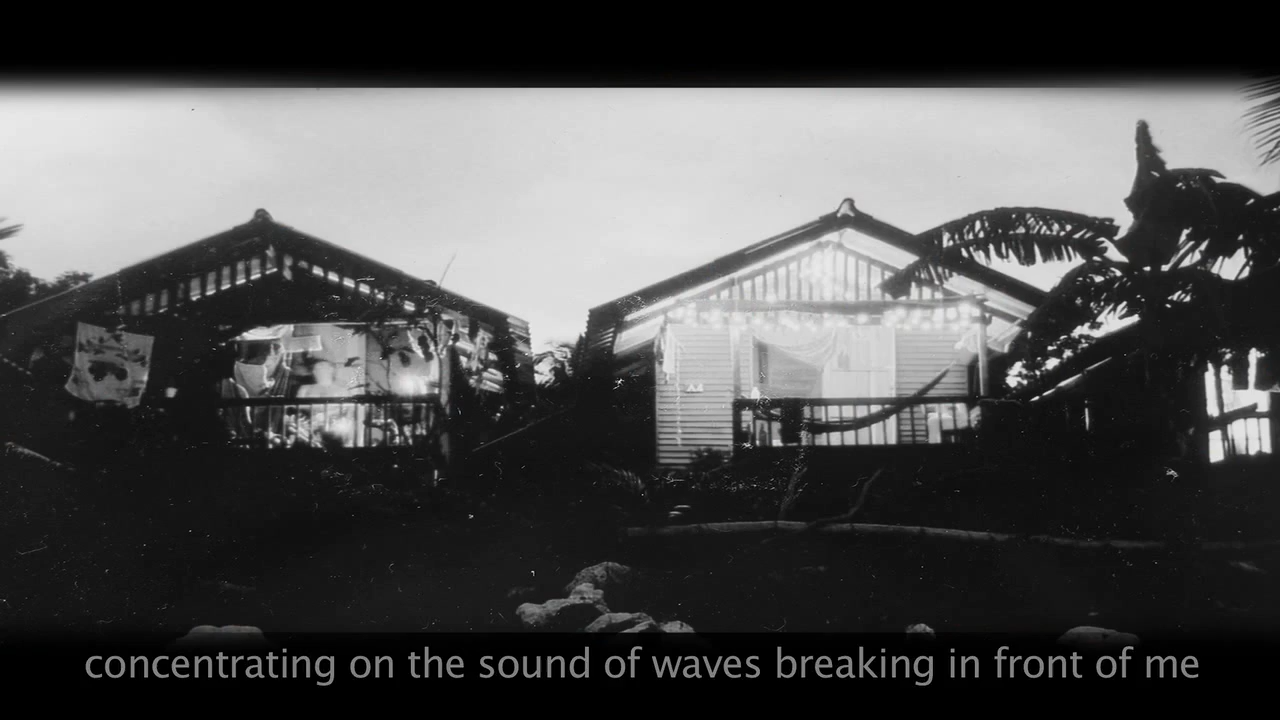 concentrating on the sound of waves breaking in front of me